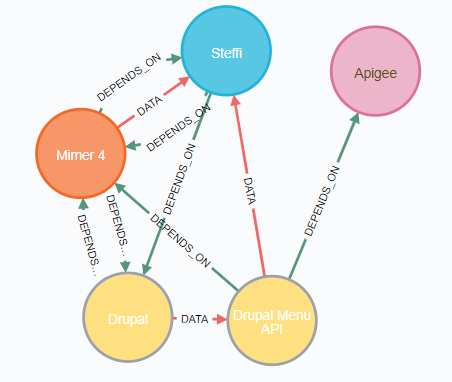 Steffi
Apigee
DEPENDS_ON
DATA
DEPENDS_ON
Mimer 4
DEPENDS_ON
DEPENDS_ON
DEPENDS...
DEPENDS...
DEPENDS_ON
DATA
Drupal
DATA
Drupal Menu
API